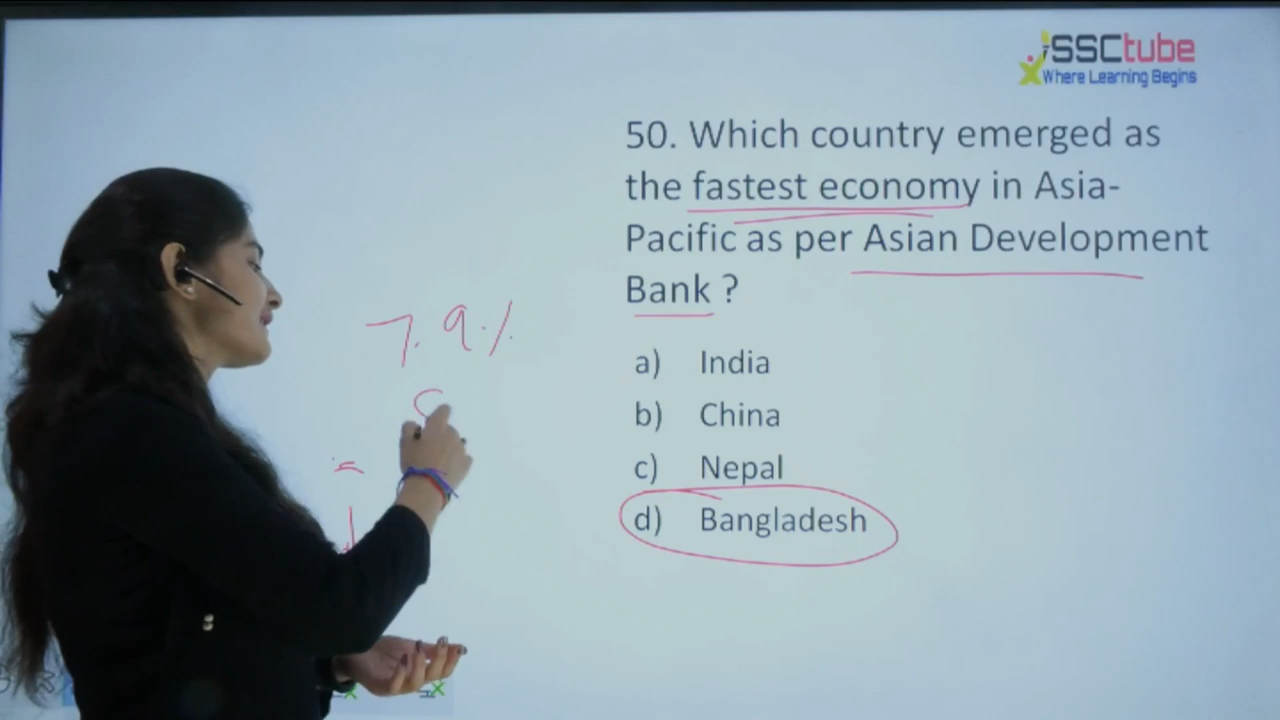 SSCtube
Where Learning Begins
50. Which country emerged as
the fastest economy in Asia-
Pacific as per Asian Development
Bank ?
7.9%
a) India
b) China
c) Nepal
d) Bangladesh